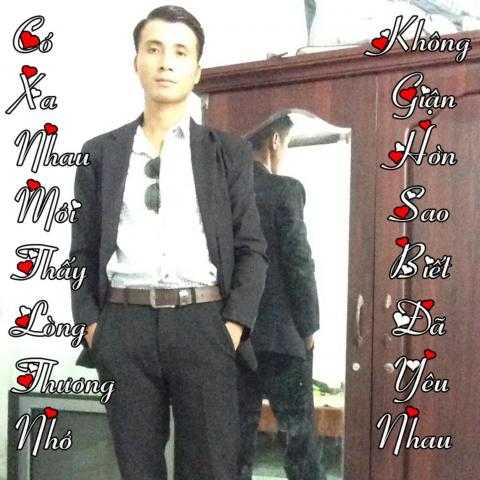 Có
Xa
Nhau
Mới
Thấy
Lòng
Thương
Nhớ
Không
Giận
Hờn
Sao
Biết
Đã
Yêu
Nhau